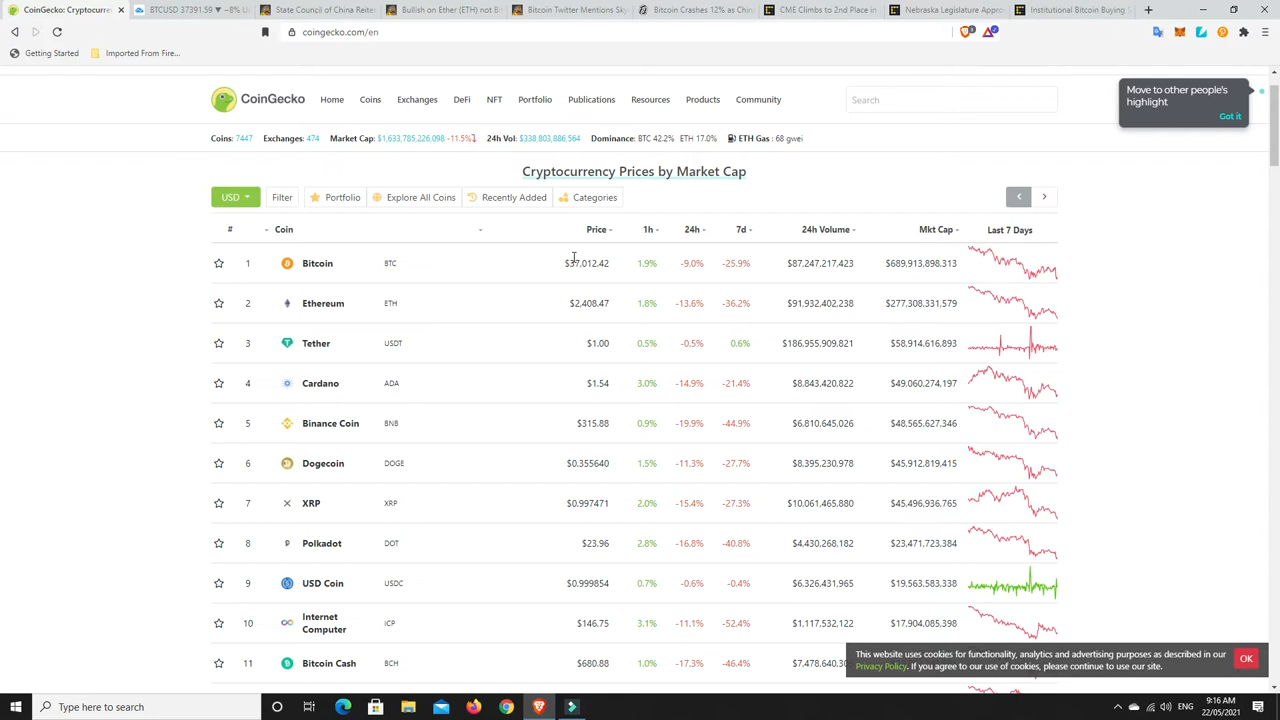 CoinGecko: Cryptocurrenc
BTCUSD 37391.59 ▼ −8% U
State Council of China Reiter
Bullish on Ether (ETH) not Bi
Bitcoin Twitter Mentions Sky
Bitcoin Crashes 12% as Chin
CME Climbs to 2nd Place in
Nebraska Legislature Appro
Institutional Bitcoin Buying S
coingecko.com/en
Getting Started
Imported From Fire...
CoinGecko
Home
Coins
Exchanges
DeFi
NFT
Portfolio
Publications
Resources
Products
Community
Search
Move to other people's
highlight
Got it
Coins: 7447 Exchanges: 474 Market Cap: $1,633,785,226,098 -11.5% 24h Vol: $338,803,886,564 Dominance: BTC 42.2% ETH 17.0% ETH Gas: 68 gwei
Cryptocurrency Prices by Market Cap
USD
Filter
Portfolio
Explore All Coins
Recently Added
Categories
# Coin Price 1h 24h 7d 24h Volume Mkt Cap Last 7 Days
1 Bitcoin BTC $37,012.42 1.9% -9.0% -25.9% $87,247,217,423 $689,913,898,313
2 Ethereum ETH $2,408.47 1.8% -13.6% -36.2% $91,932,402,238 $277,308,331,579
3 Tether USDT $1.00 0.5% -0.5% 0.6% $186,955,909,821 $58,914,616,893
4 Cardano ADA $1.54 3.0% -14.9% -21.4% $8,843,420,822 $49,060,274,197
5 Binance Coin BNB $315.88 0.9% -19.9% -44.9% $6,810,645,026 $48,565,627,346
6 Dogecoin DOGE $0.355640 1.5% -11.3% -27.7% $8,395,230,978 $45,912,819,415
7 XRP XRP $0.997471 2.0% -15.4% -27.3% $10,061,465,880 $45,496,936,765
8 Polkadot DOT $23.96 2.8% -16.8% -40.8% $4,430,268,182 $23,471,723,384
9 USD Coin USDC $0.999854 0.7% -0.6% -0.4% $6,326,431,965 $19,563,583,338
10 Internet Computer ICP $146.75 3.1% -11.1% -52.4% $1,117,532,122 $17,904,085,398
11 Bitcoin Cash BCH $680.88 1.0% -17.3% -46.4% $7,478,640,30
This website uses cookies for functionality, analytics and advertising purposes as described in our
Privacy Policy. If you agree to our use of cookies, please continue to use our site.
OK
Type here to search
ENG
9:16 AM
22/05/2021